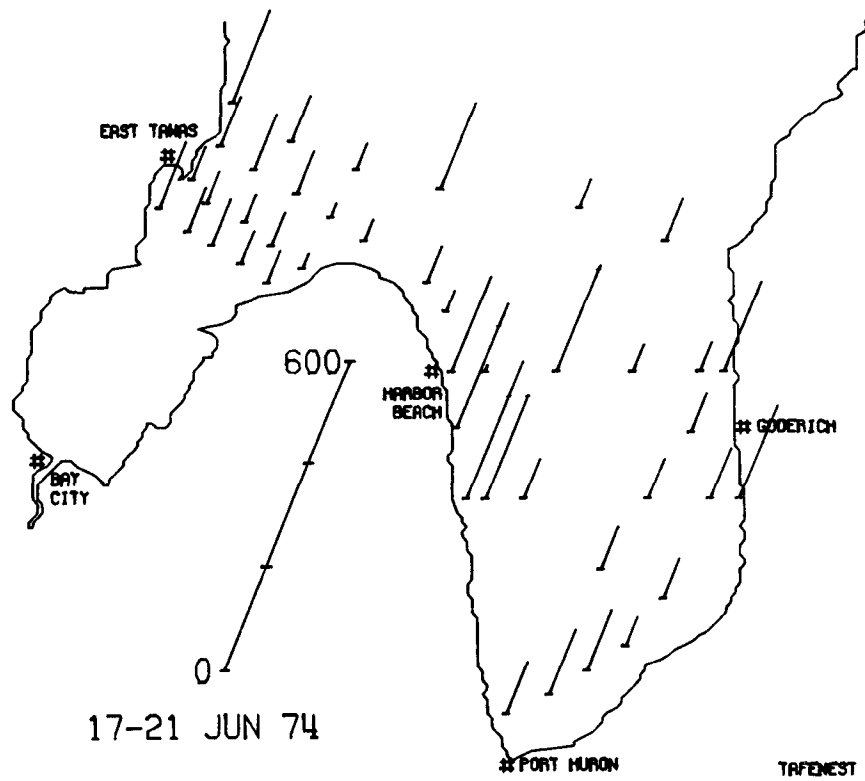 EAST TAWAS
#
600
#
HARBOR
BEACH
# GODERICH
#
BAY
CITY
0
17-21 JUN 74
# PORT HURON
TAFENEST